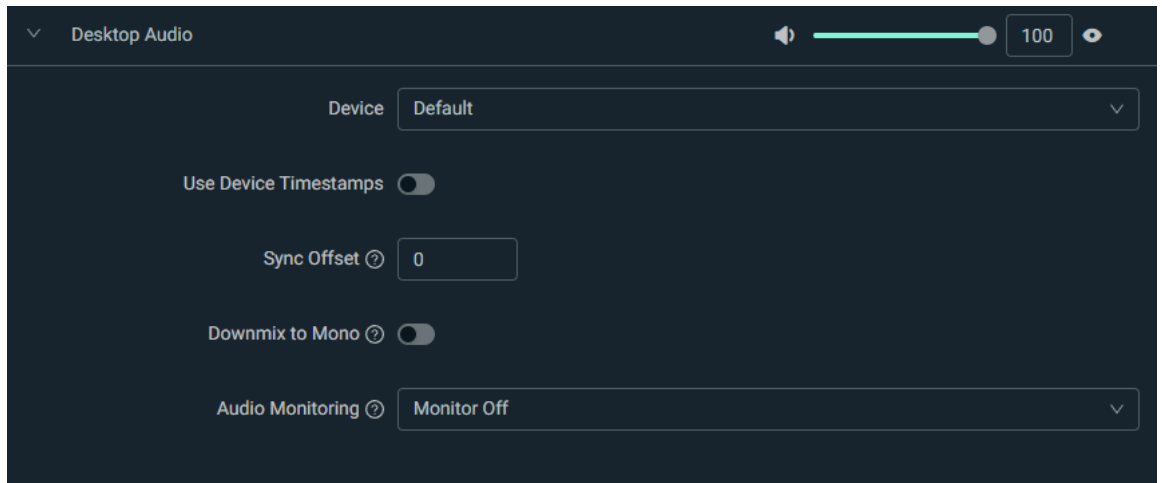 Desktop Audio 100
Device Default
Use Device Timestamps
Sync Offset 0
Downmix to Mono
Audio Monitoring Monitor Off